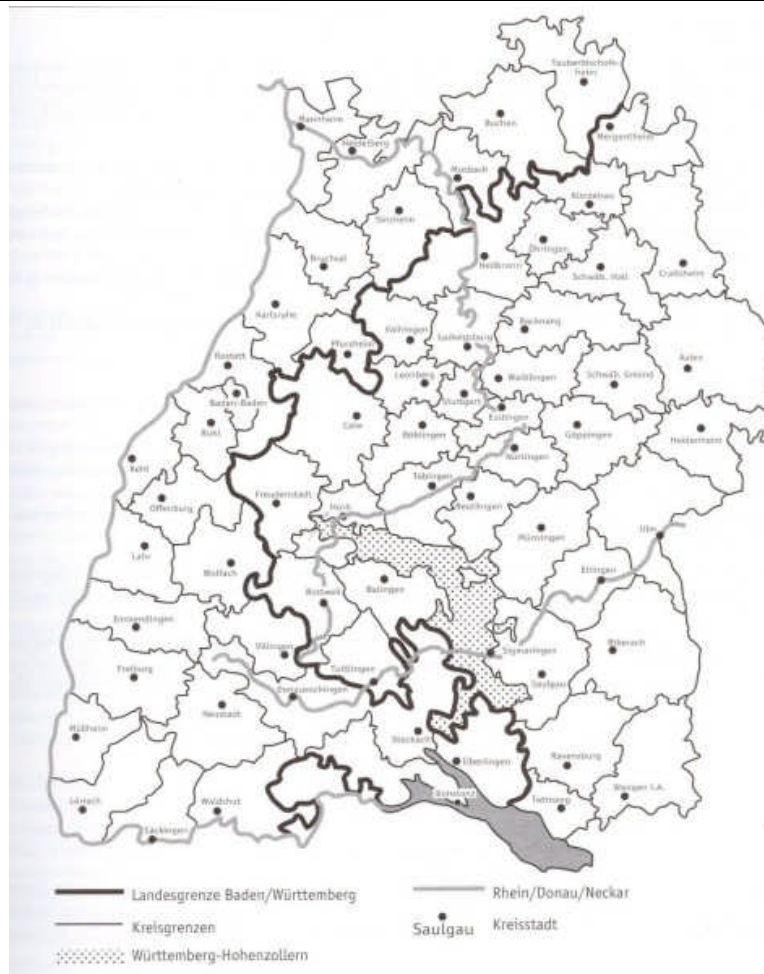 Tauberbischofs-
heim
Buchen
Mergentheim
Mannheim
Heidelberg
Mosbach
Künzelsau
Sinsheim
Öhringen
Heilbronn
Schwäb. Hall
Crailsheim
Bruchsal
Karlsruhe
Backnang
Vaihingen
Ludwigsburg
Pforzheim
Rastatt
Leonberg
Waiblingen
Schwäb. Gmünd
Aalen
Baden-Baden
Stuttgart
Esslingen
Bühl
Calw
Böblingen
Göppingen
Heidenheim
Nürtingen
Kehl
Tübingen
Offenburg
Freudenstadt
Horb
Reutlingen
Münsingen
Ulm
Lahr
Wolfach
Balingen
Ehingen
Rottweil
Emmendingen
Villingen
Sigmaringen
Biberach
Freiburg
Tuttlingen
Saulgau
Donaueschingen
Neustadt
Müllheim
Stockach
Überlingen
Ravensburg
Wangen i.A.
Lörrach
Waldshut
Konstanz
Tettnang
Säckingen
Landesgrenze Baden/Württemberg
Rhein/Donau/Neckar
Kreisgrenzen
Saulgau
Kreisstadt
Württemberg-Hohenzollern